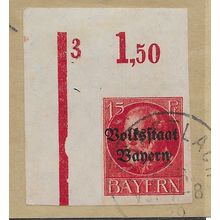 3 1,50
15 Pf
Volksstaat
Bayern
BAYERN